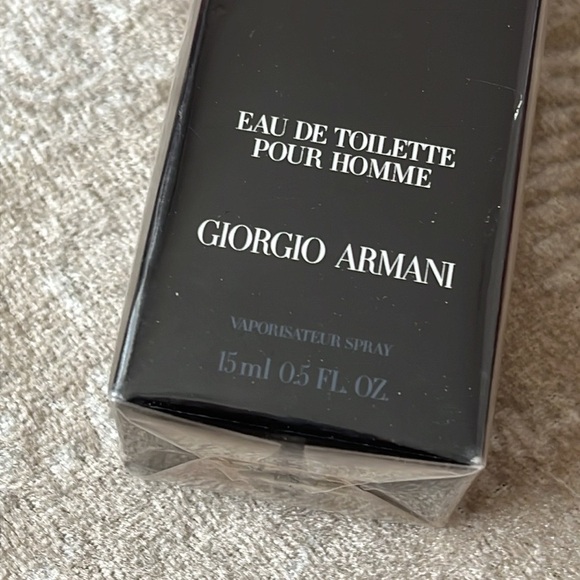 EAU DE TOILETTE
POUR HOMME
GIORGIO ARMANI
VAPORISATEUR SPRAY
15 ml 0.5 FL. OZ.